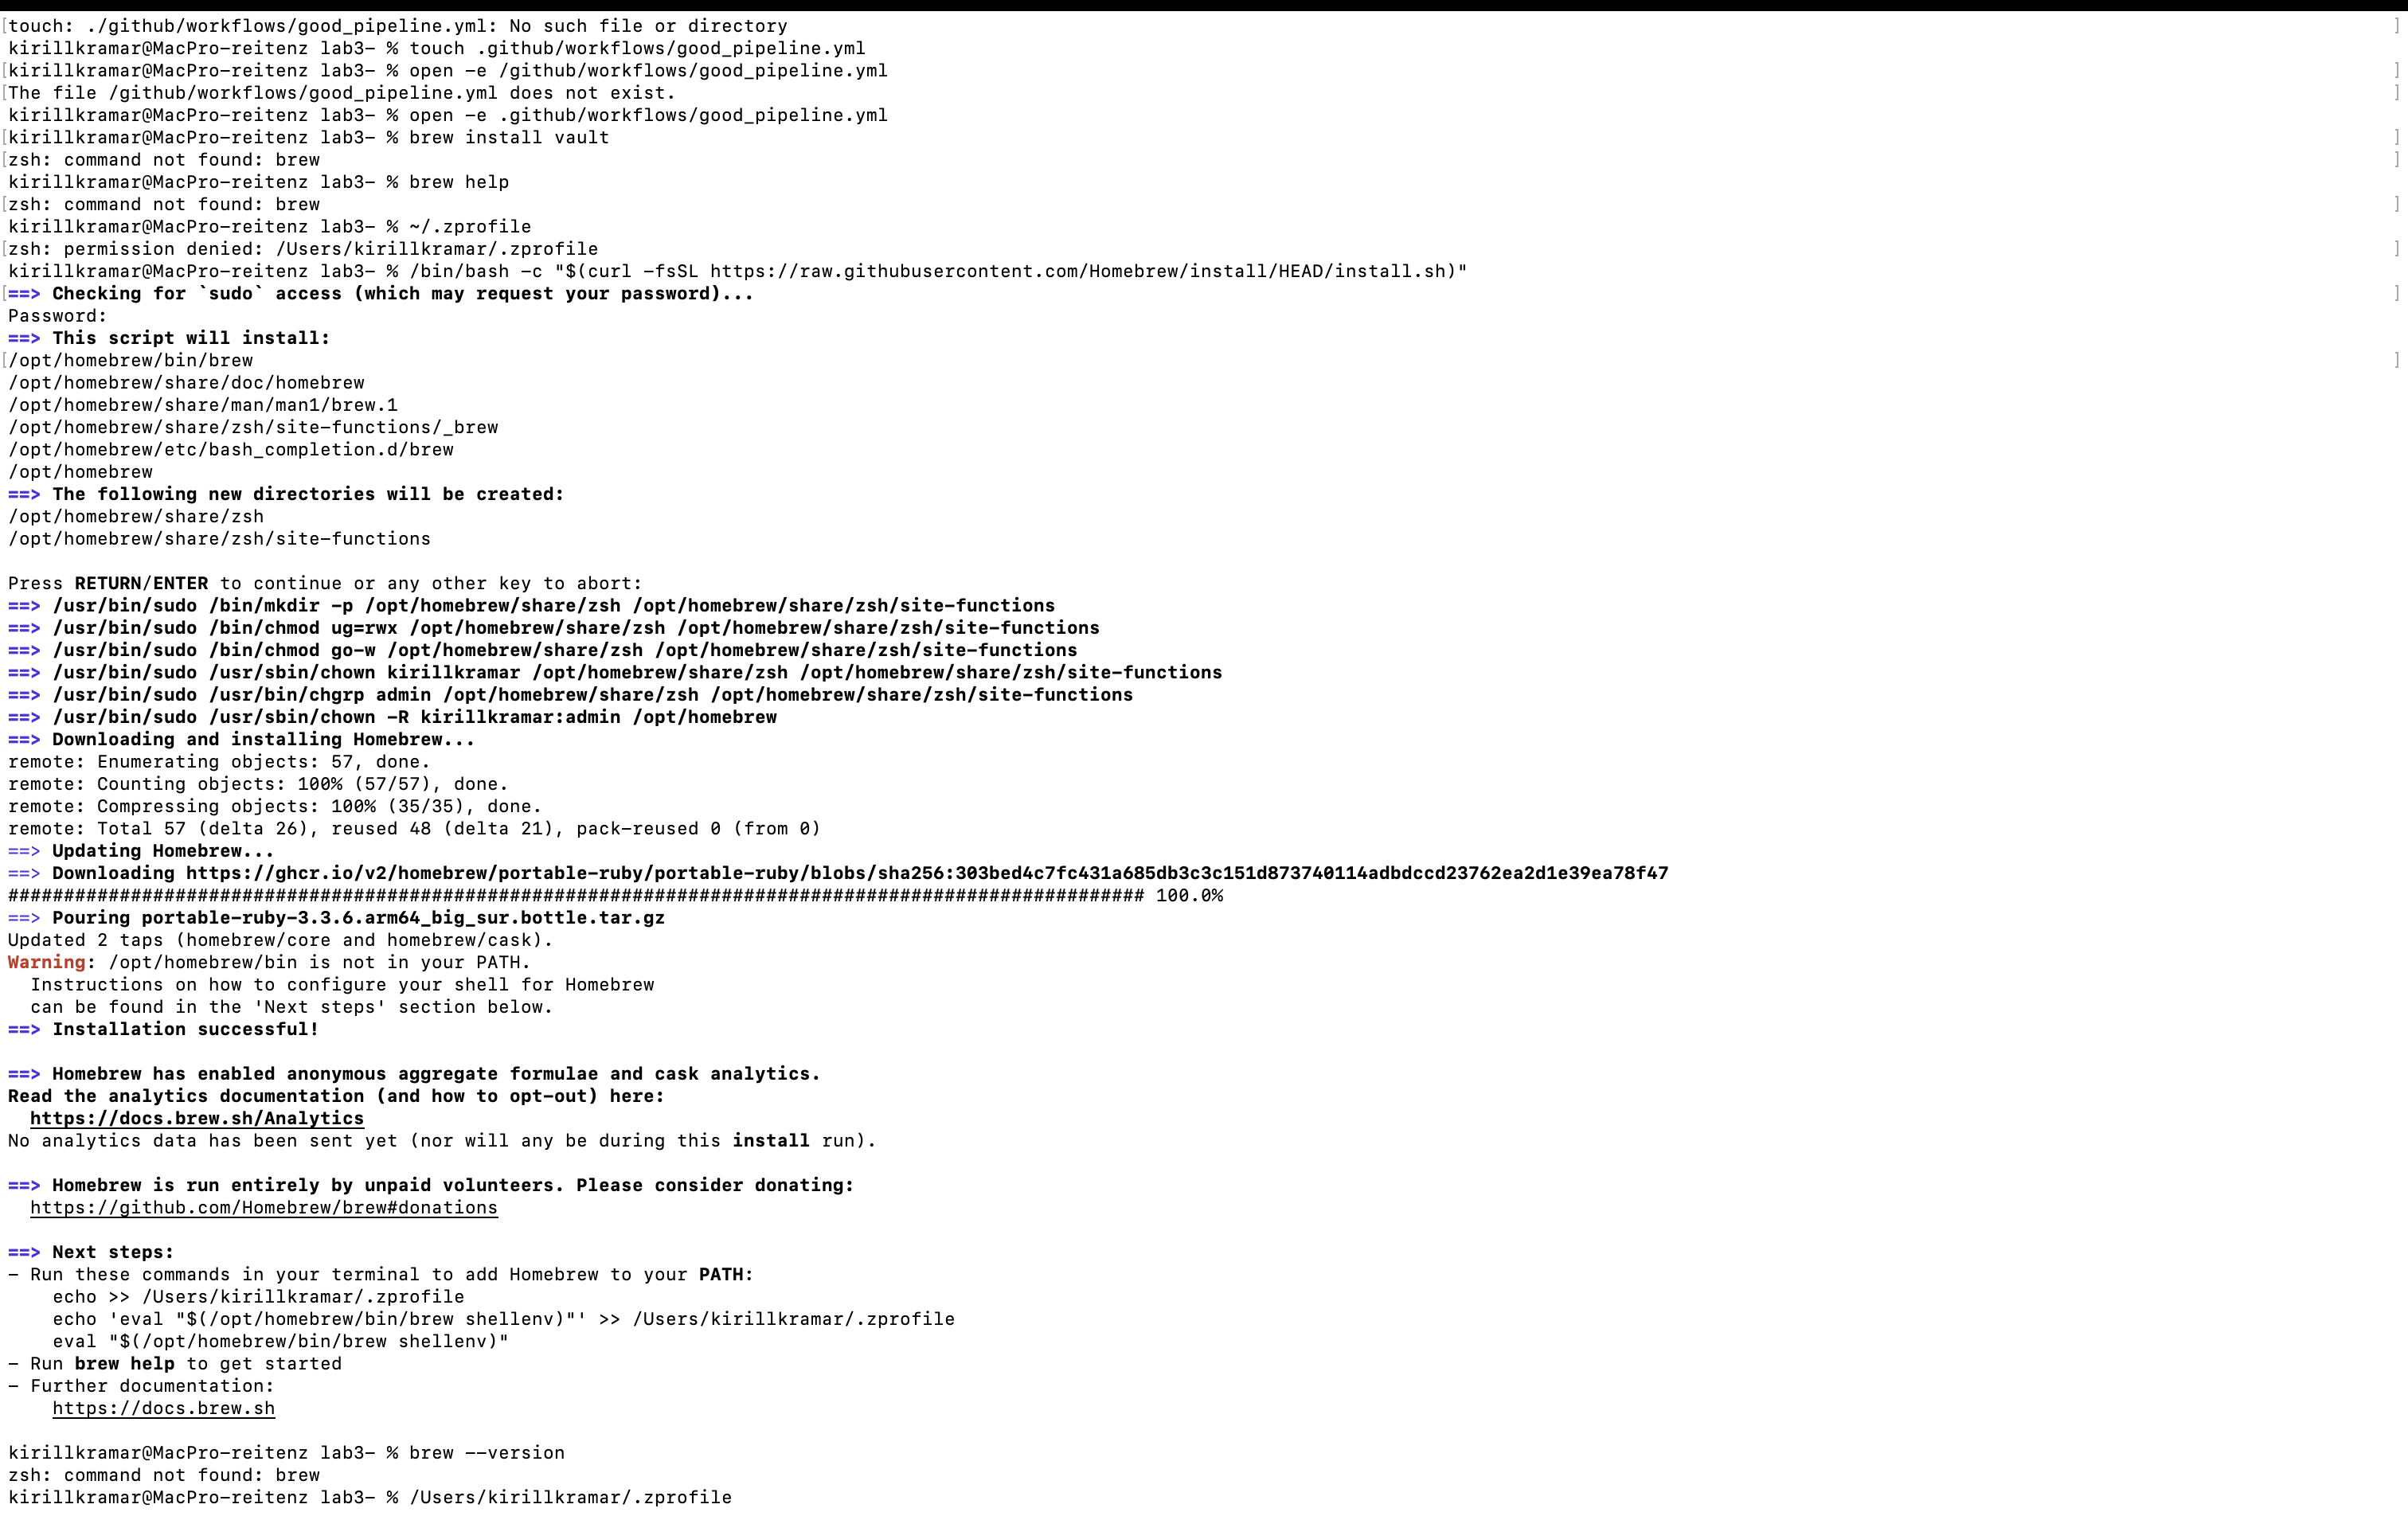 [touch: ./github/workflows/good_pipeline.yml: No such file or directory ]
kirillkramar@MacPro-reitenz lab3- % touch .github/workflows/good_pipeline.yml
[kirillkramar@MacPro-reitenz lab3- % open -e /github/workflows/good_pipeline.yml ]
[The file /github/workflows/good_pipeline.yml does not exist. ]
kirillkramar@MacPro-reitenz lab3- % open -e .github/workflows/good_pipeline.yml
[kirillkramar@MacPro-reitenz lab3- % brew install vault ]
[zsh: command not found: brew ]
kirillkramar@MacPro-reitenz lab3- % brew help
[zsh: command not found: brew ]
kirillkramar@MacPro-reitenz lab3- % ~/.zprofile
[zsh: permission denied: /Users/kirillkramar/.zprofile ]
kirillkramar@MacPro-reitenz lab3- % /bin/bash -c "$(curl -fsSL https://raw.githubusercontent.com/Homebrew/install/HEAD/install.sh)"
[==> Checking for `sudo` access (which may request your password)... ]
Password:
==> This script will install:
[/opt/homebrew/bin/brew ]
/opt/homebrew/share/doc/homebrew
/opt/homebrew/share/man/man1/brew.1
/opt/homebrew/share/zsh/site-functions/_brew
/opt/homebrew/etc/bash_completion.d/brew
/opt/homebrew
==> The following new directories will be created:
/opt/homebrew/share/zsh
/opt/homebrew/share/zsh/site-functions
Press RETURN/ENTER to continue or any other key to abort:
==> /usr/bin/sudo /bin/mkdir -p /opt/homebrew/share/zsh /opt/homebrew/share/zsh/site-functions
==> /usr/bin/sudo /bin/chmod ug=rwx /opt/homebrew/share/zsh /opt/homebrew/share/zsh/site-functions
==> /usr/bin/sudo /bin/chmod go-w /opt/homebrew/share/zsh /opt/homebrew/share/zsh/site-functions
==> /usr/bin/sudo /usr/sbin/chown kirillkramar /opt/homebrew/share/zsh /opt/homebrew/share/zsh/site-functions
==> /usr/bin/sudo /usr/bin/chgrp admin /opt/homebrew/share/zsh /opt/homebrew/share/zsh/site-functions
==> /usr/bin/sudo /usr/sbin/chown -R kirillkramar:admin /opt/homebrew
==> Downloading and installing Homebrew...
remote: Enumerating objects: 57, done.
remote: Counting objects: 100% (57/57), done.
remote: Compressing objects: 100% (35/35), done.
remote: Total 57 (delta 26), reused 48 (delta 21), pack-reused 0 (from 0)
==> Updating Homebrew...
==> Downloading https://ghcr.io/v2/homebrew/portable-ruby/portable-ruby/blobs/sha256:303bed4c7fc431a685db3c3c151d873740114adbdccd23762ea2d1e39ea78f47
###################################################################################################### 100.0%
==> Pouring portable-ruby-3.3.6.arm64_big_sur.bottle.tar.gz
Updated 2 taps (homebrew/core and homebrew/cask).
Warning: /opt/homebrew/bin is not in your PATH.
Instructions on how to configure your shell for Homebrew
can be found in the 'Next steps' section below.
==> Installation successful!
==> Homebrew has enabled anonymous aggregate formulae and cask analytics.
Read the analytics documentation (and how to opt-out) here:
https://docs.brew.sh/Analytics
No analytics data has been sent yet (nor will any be during this install run).
==> Homebrew is run entirely by unpaid volunteers. Please consider donating:
https://github.com/Homebrew/brew#donations
==> Next steps:
- Run these commands in your terminal to add Homebrew to your PATH:
echo >> /Users/kirillkramar/.zprofile
echo 'eval "$(/opt/homebrew/bin/brew shellenv)"' >> /Users/kirillkramar/.zprofile
eval "$(/opt/homebrew/bin/brew shellenv)"
- Run brew help to get started
- Further documentation:
https://docs.brew.sh
kirillkramar@MacPro-reitenz lab3- % brew --version
zsh: command not found: brew
kirillkramar@MacPro-reitenz lab3- % /Users/kirillkramar/.zprofile